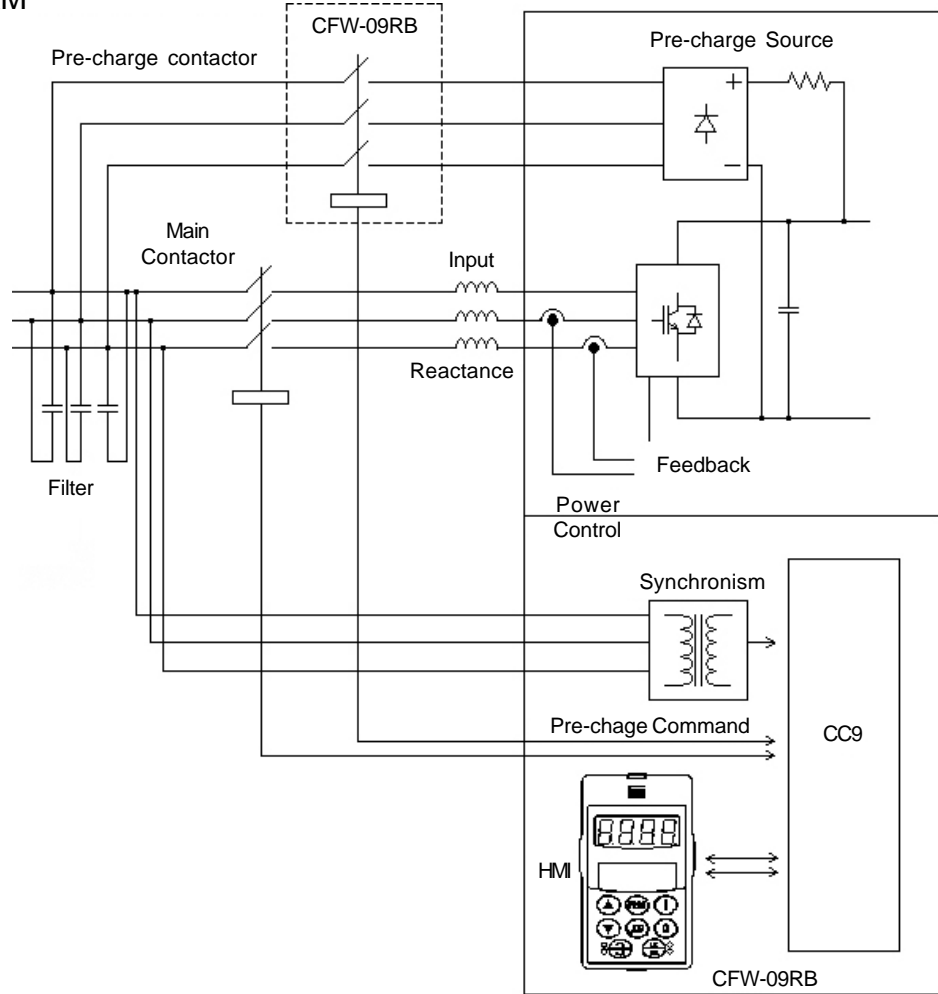 M
CFW-09RB
Pre-charge contactor
Pre-charge Source
+
−
Main
Contactor
Input
Reactance
Filter
Feedback
Power
Control
Synchronism
Pre-chage Command
CC9
HMI
CFW-09RB